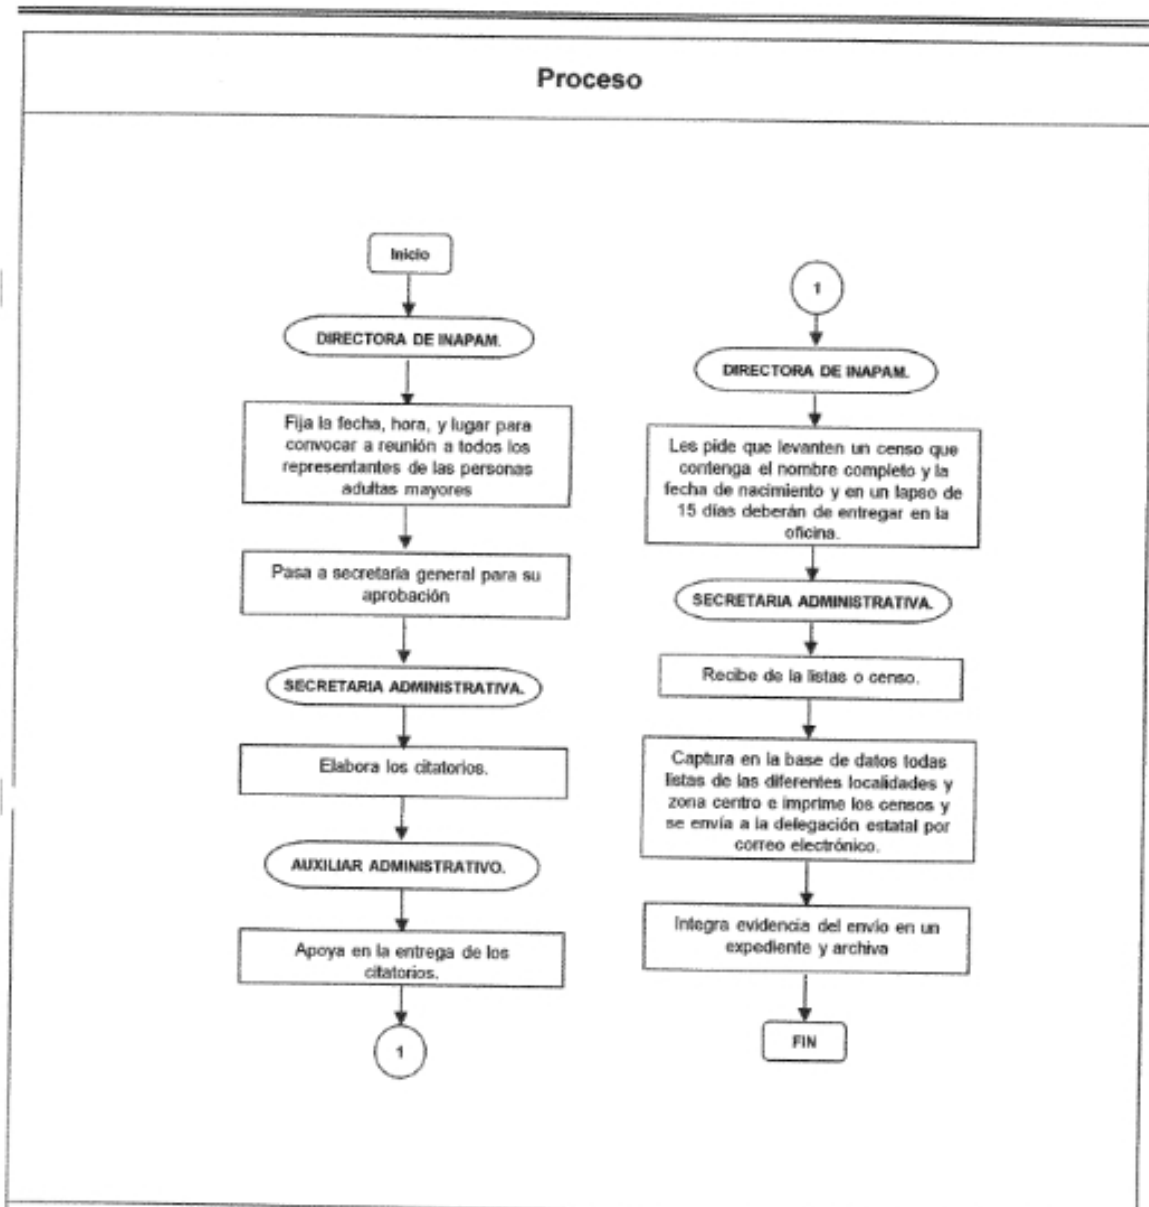 Proceso
Inicio
DIRECTORA DE INAPAM.
Fija la fecha, hora, y lugar para
convocar a reunión a todos los
representantes de las personas
adultas mayores
Pasa a secretaria general para su
aprobación
SECRETARIA ADMINISTRATIVA.
Elabora los citatorios.
AUXILIAR ADMINISTRATIVO.
Apoya en la entrega de los
citatorios.
1
1
DIRECTORA DE INAPAM.
Les pide que levanten un censo que
contenga el nombre completo y la
fecha de nacimiento y en un lapso de
15 días deberán de entregar en la
oficina.
SECRETARIA ADMINISTRATIVA.
Recibe de la listas o censo.
Captura en la base de datos todas
listas de las diferentes localidades y
zona centro e imprime los censos y
se envía a la delegación estatal por
correo electrónico.
Integra evidencia del envío en un
expediente y archiva
FIN